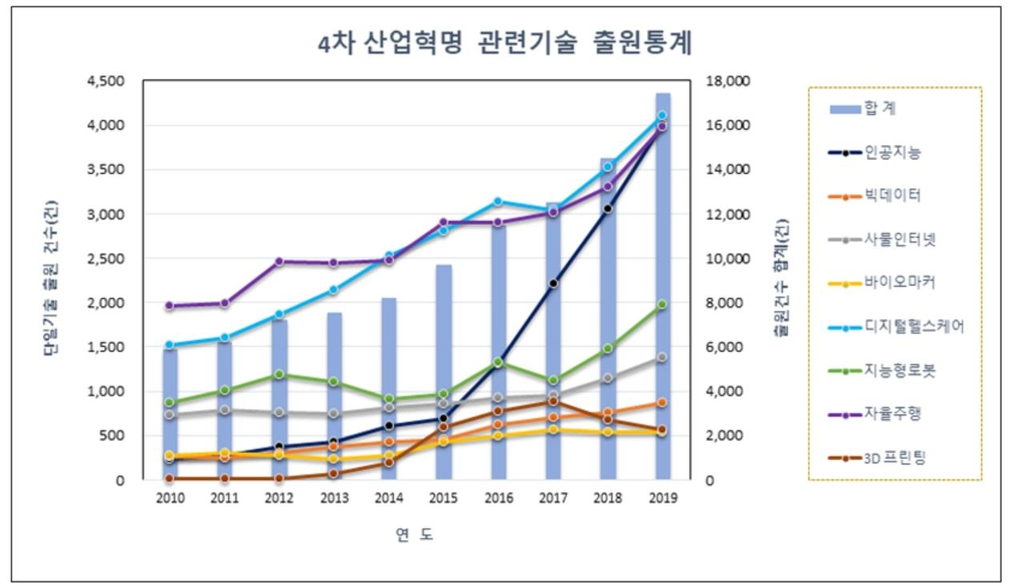 4차 산업혁명 관련기술 출원통계
단일기술 출원 건수(건)
4,500
4,000
3,500
3,000
2,500
2,000
1,500
1,000
500
0
18,000
16,000
14,000
12,000
10,000
8,000
6,000
4,000
2,000
0
출원건수 합계(건)
2010 2011 2012 2013 2014 2015 2016 2017 2018 2019
연 도
합 계
인공지능
빅데이터
사물인터넷
바이오마커
디지털헬스케어
지능형로봇
자율주행
3D프린팅